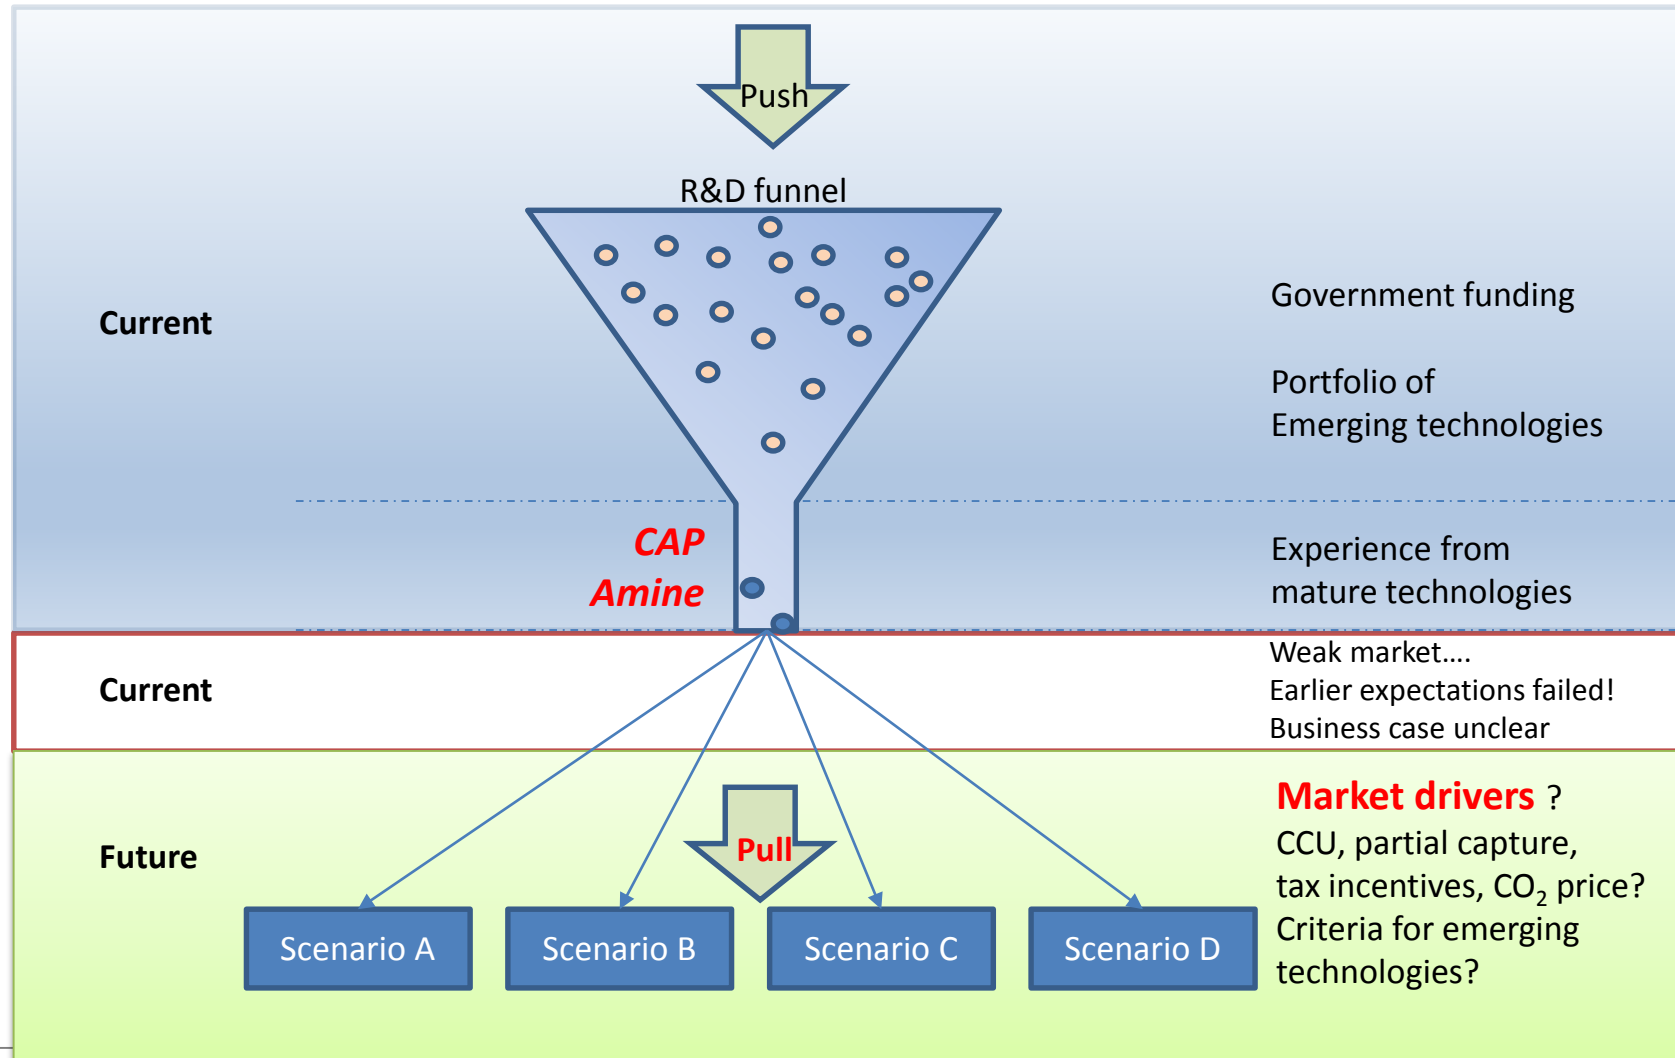 Push
R&D funnel
Current
Government funding
Portfolio of
Emerging technologies
CAP
Amine
Experience from
mature technologies
Current
Weak market....
Earlier expectations failed!
Business case unclear
Future
Pull
Market drivers ?
CCU, partial capture,
tax incentives, CO₂ price?
Criteria for emerging
technologies?
Scenario A
Scenario B
Scenario C
Scenario D